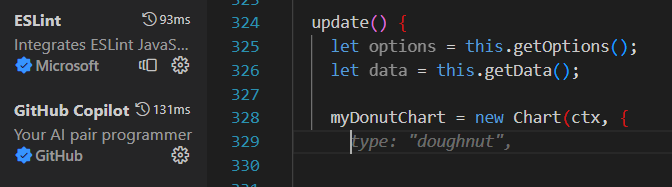 ESLint 93ms
Integrates ESLint JavaS...
Microsoft
GitHub Copilot 131ms
Your AI pair programmer
GitHub
324 update() {
325 let options = this.getOptions();
326 let data = this.getData();
327
328 myDonutChart = new Chart(ctx, {
329 type: "doughnut",
330